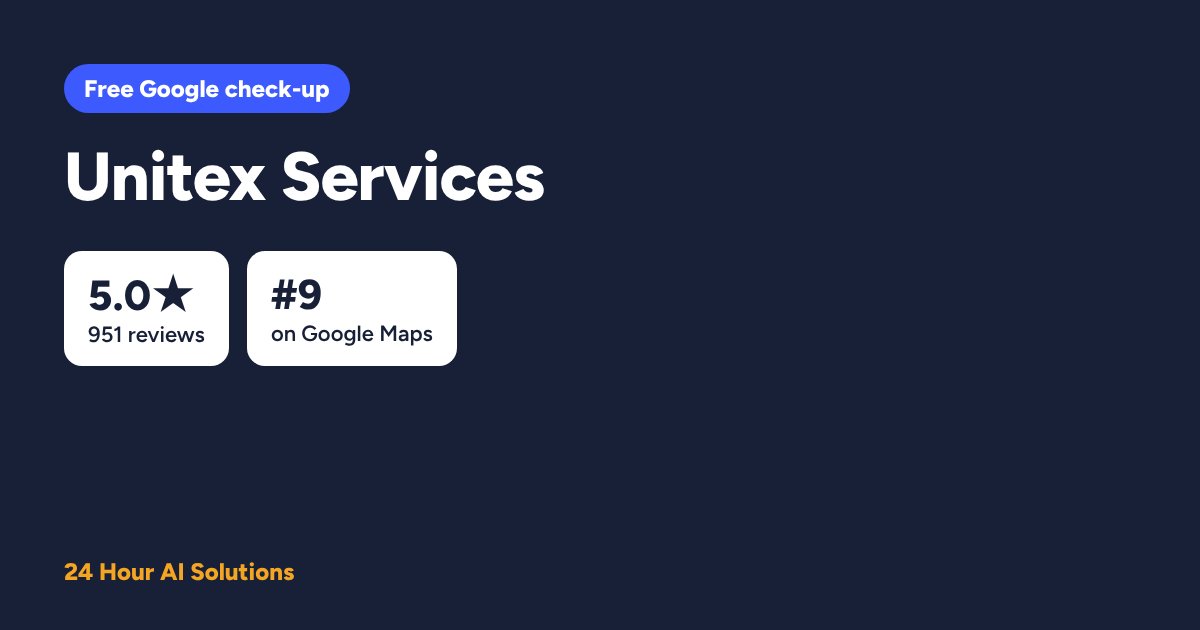 Free Google check-up
Unitex Services
5.0★
951 reviews
#9
on Google Maps
24 Hour AI Solutions